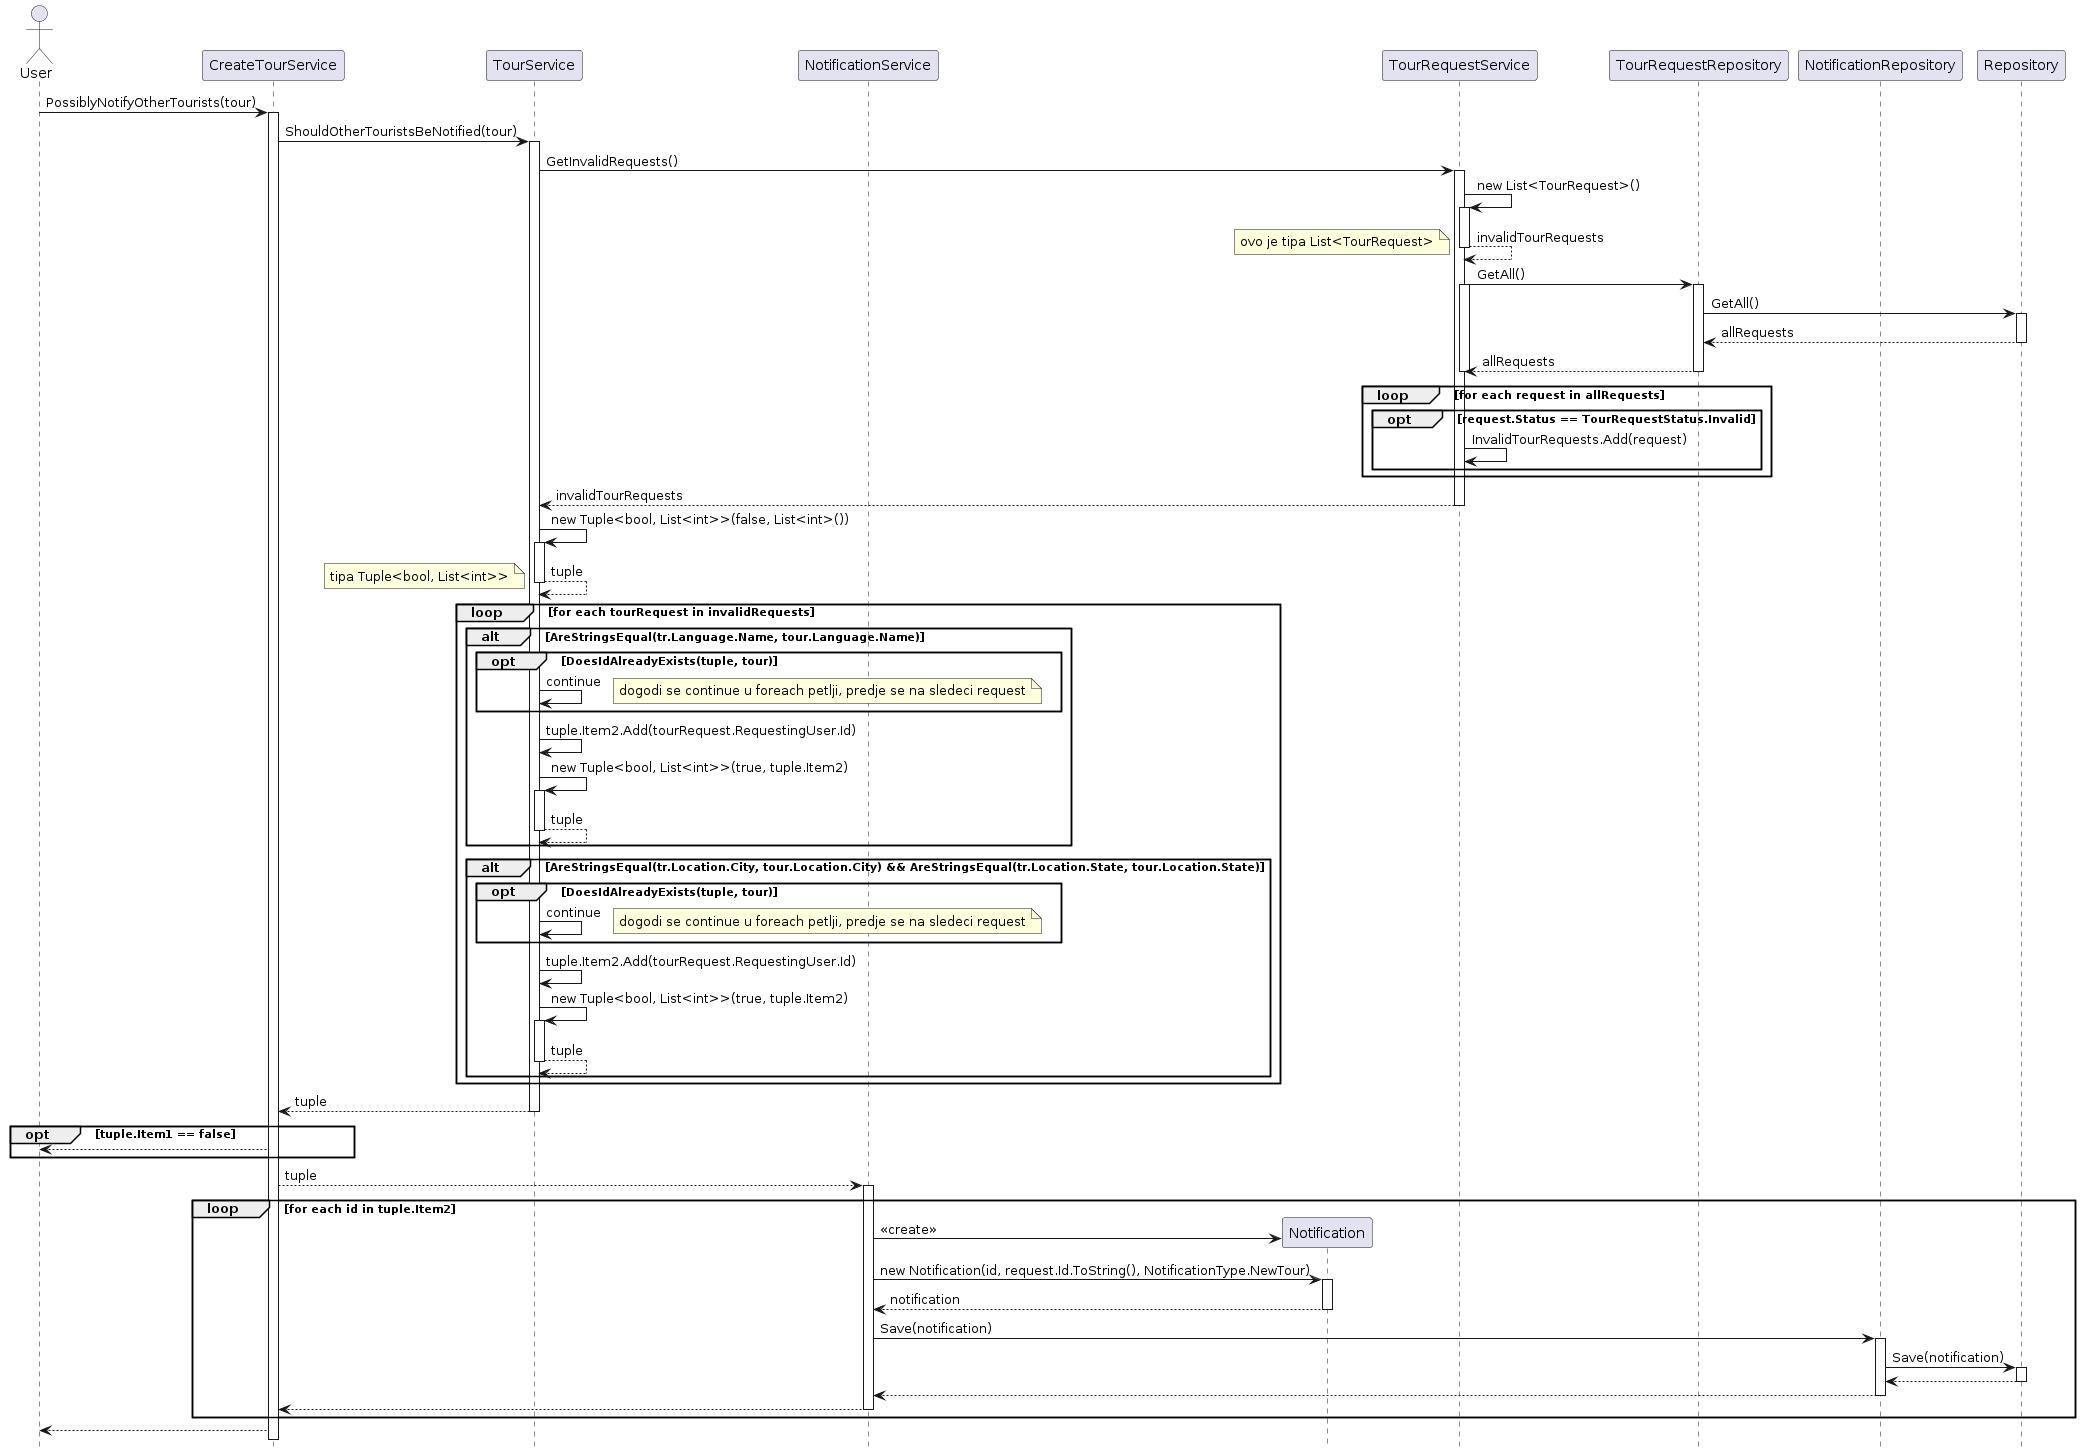 User
CreateTourService
TourService
NotificationService
TourRequestService
TourRequestRepository
NotificationRepository
Repository
PossiblyNotifyOtherTourists(tour)
ShouldOtherTouristsBeNotified(tour)
GetInvalidRequests()
new List<TourRequest>()
ovo je tipa List<TourRequest>
invalidTourRequests
GetAll()
GetAll()
allRequests
allRequests
loop [for each request in allRequests]
opt [request.Status == TourRequestStatus.Invalid]
InvalidTourRequests.Add(request)
invalidTourRequests
new Tuple<bool, List<int>>(false, List<int>())
tipa Tuple<bool, List<int>>
tuple
loop [for each tourRequest in invalidRequests]
alt [AreStringsEqual(tr.Language.Name, tour.Language.Name)]
opt [DoesIdAlreadyExists(tuple, tour)]
continue
dogodi se continue u foreach petlji, predje se na sledeci request
tuple.Item2.Add(tourRequest.RequestingUser.Id)
new Tuple<bool, List<int>>(true, tuple.Item2)
tuple
alt [AreStringsEqual(tr.Location.City, tour.Location.City) && AreStringsEqual(tr.Location.State, tour.Location.State)]
opt [DoesIdAlreadyExists(tuple, tour)]
continue
dogodi se continue u foreach petlji, predje se na sledeci request
tuple.Item2.Add(tourRequest.RequestingUser.Id)
new Tuple<bool, List<int>>(true, tuple.Item2)
tuple
tuple
opt [tuple.Item1 == false]
tuple
loop [for each id in tuple.Item2]
«create»
Notification
new Notification(id, request.Id.ToString(), NotificationType.NewTour)
notification
Save(notification)
Save(notification)